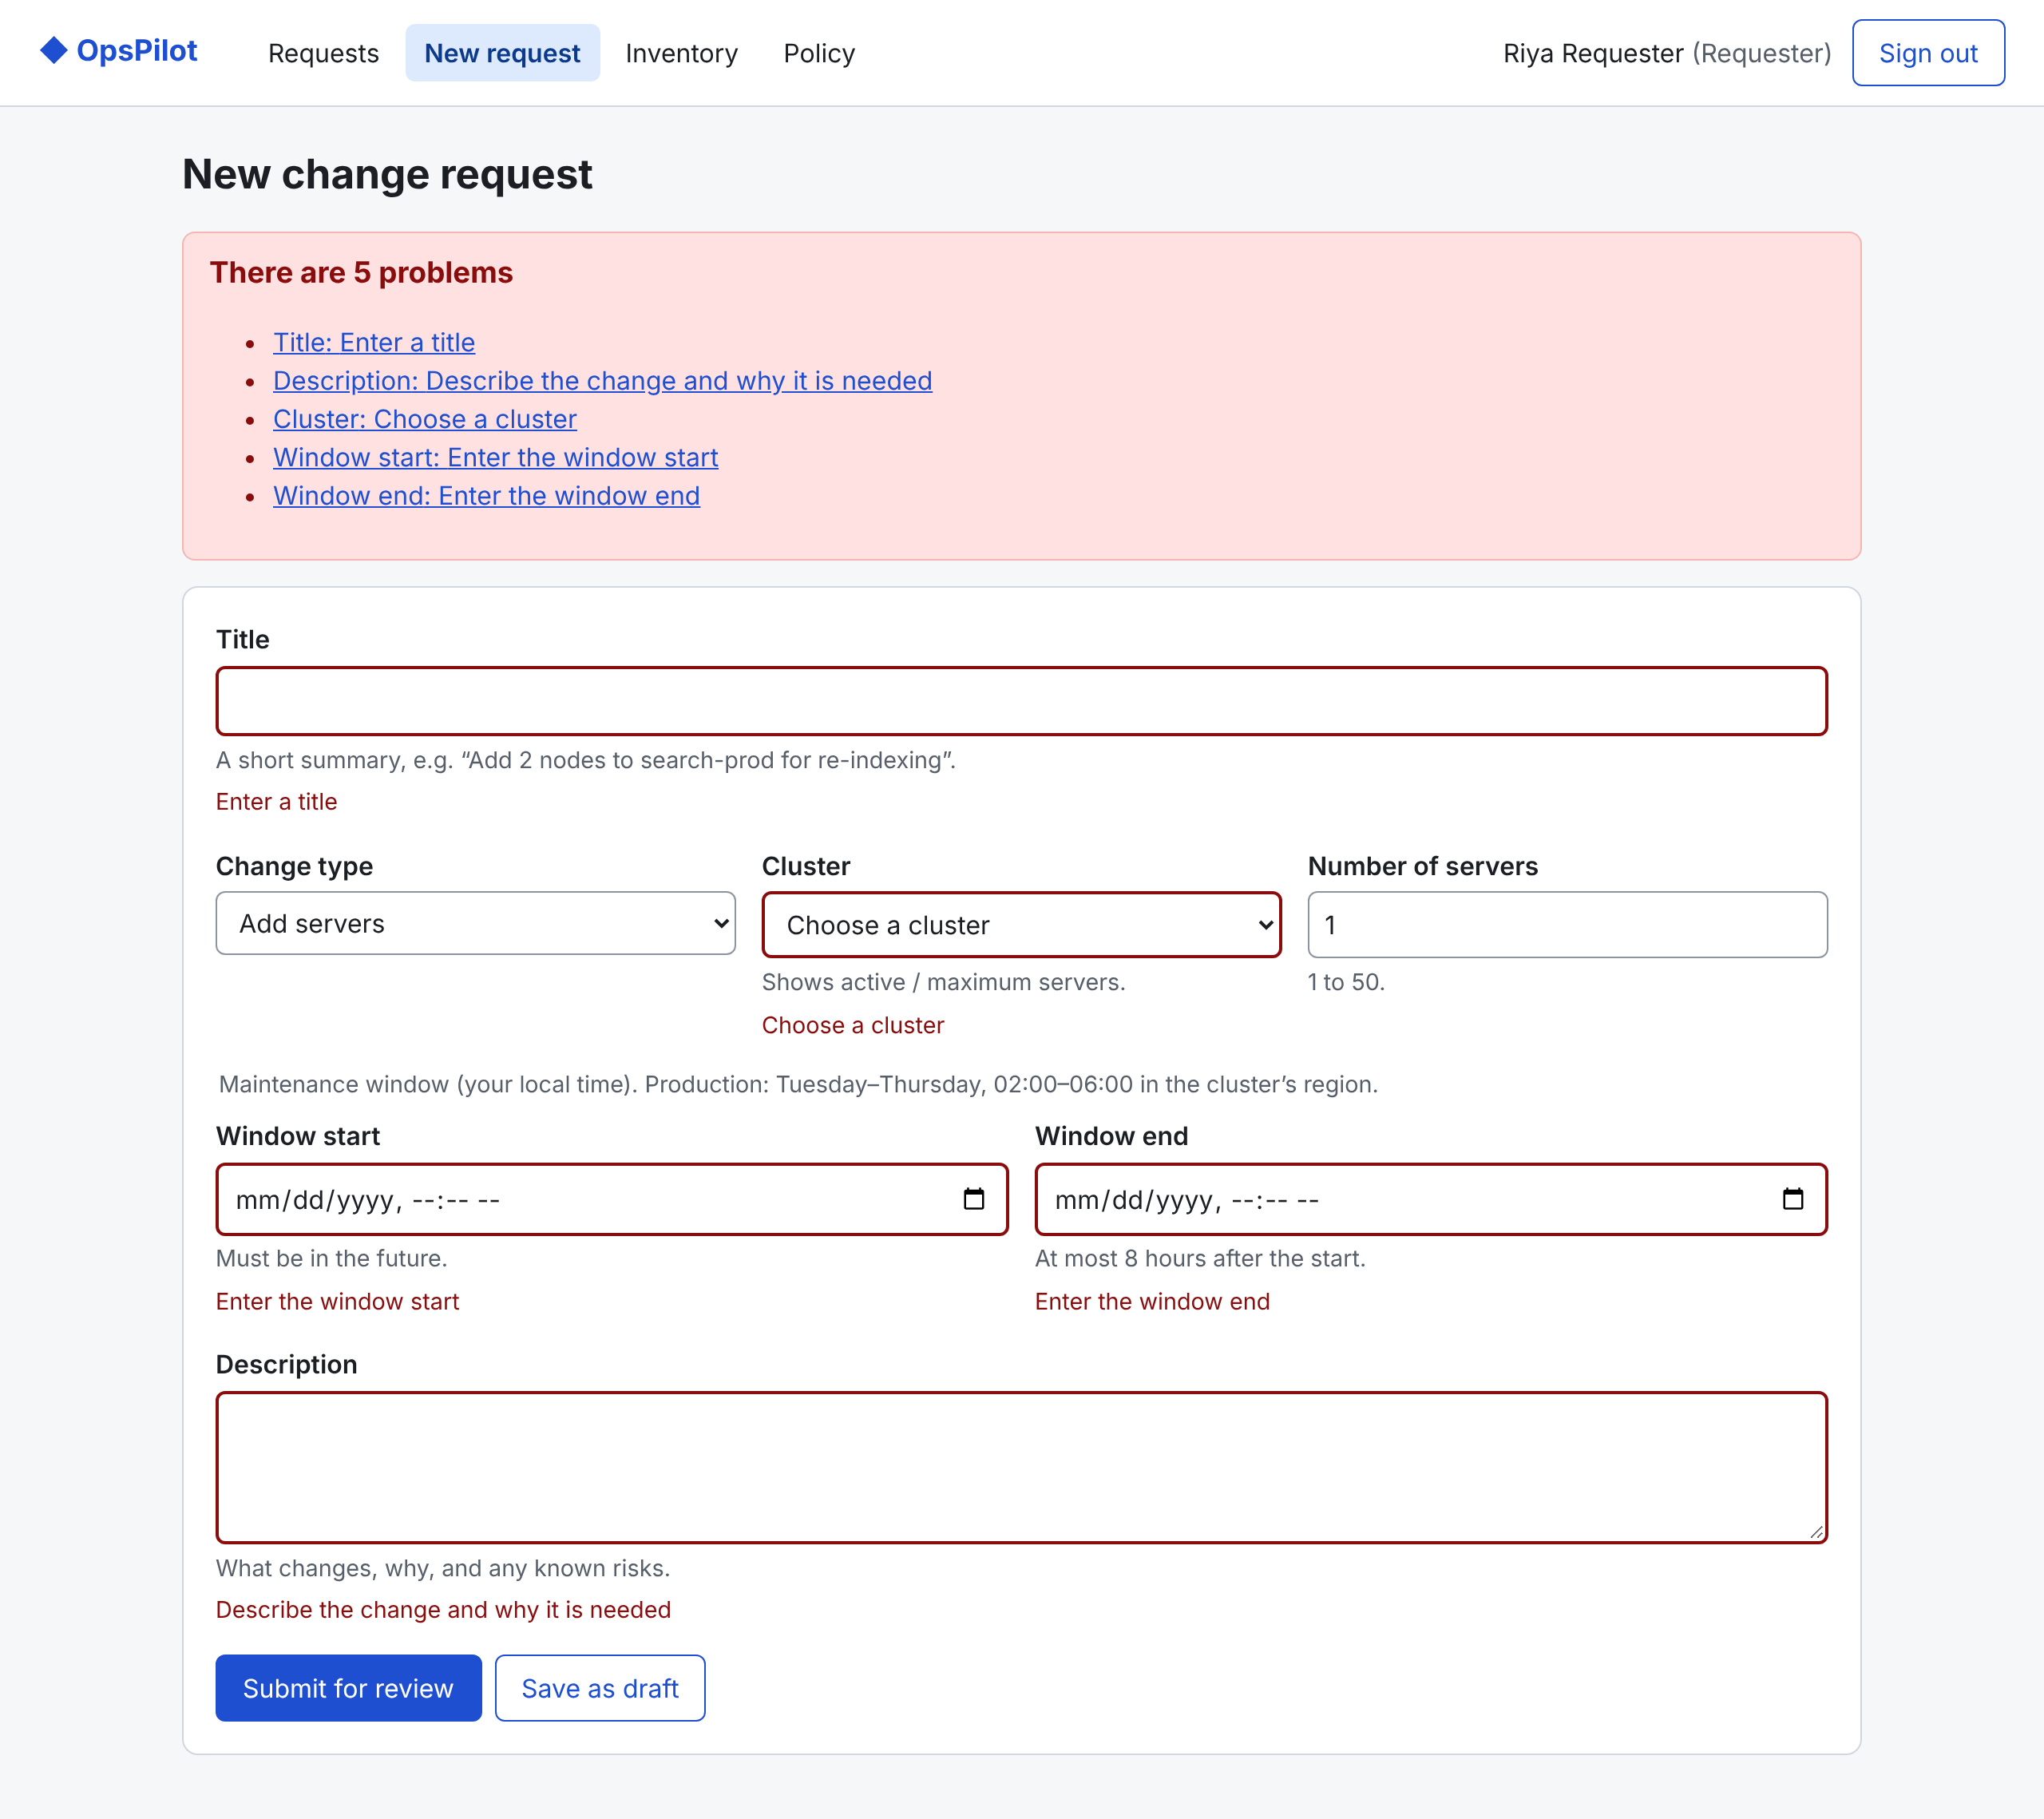 OpsPilot Requests New request Inventory Policy Riya Requester (Requester) Sign out
New change request
There are 5 problems
Title: Enter a title
Description: Describe the change and why it is needed
Cluster: Choose a cluster
Window start: Enter the window start
Window end: Enter the window end
Title
A short summary, e.g. “Add 2 nodes to search-prod for re-indexing”.
Enter a title
Change type Cluster Number of servers
Add servers Choose a cluster 1
Shows active / maximum servers. 1 to 50.
Choose a cluster
Maintenance window (your local time). Production: Tuesday–Thursday, 02:00–06:00 in the cluster’s region.
Window start Window end
mm/dd/yyyy, --:-- -- mm/dd/yyyy, --:-- --
Must be in the future. At most 8 hours after the start.
Enter the window start Enter the window end
Description
What changes, why, and any known risks.
Describe the change and why it is needed
Submit for review Save as draft